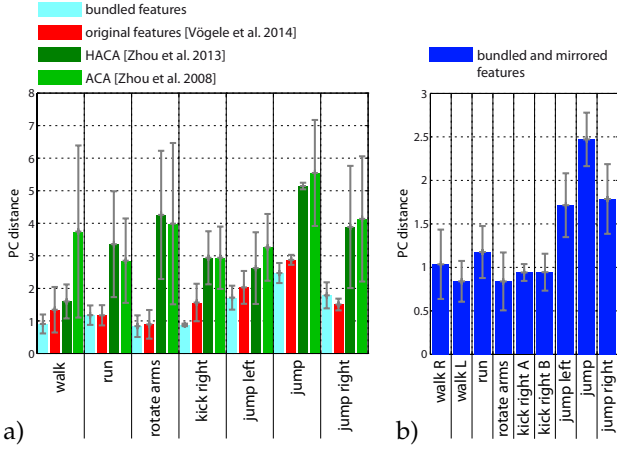 bundled features
original features [Vögele et al. 2014]
HACA [Zhou et al. 2013]
ACA [Zhou et al. 2008]
8
7
6
5
4
3
2
1
0
PC distance
walk
run
rotate arms
kick right
jump left
jump
jump right
a)
bundled and mirrored
features
3
2.5
2
1.5
1
0.5
0
PC distance
walk R
walk L
run
rotate arms
kick right A
kick right B
jump left
jump
jump right
b)